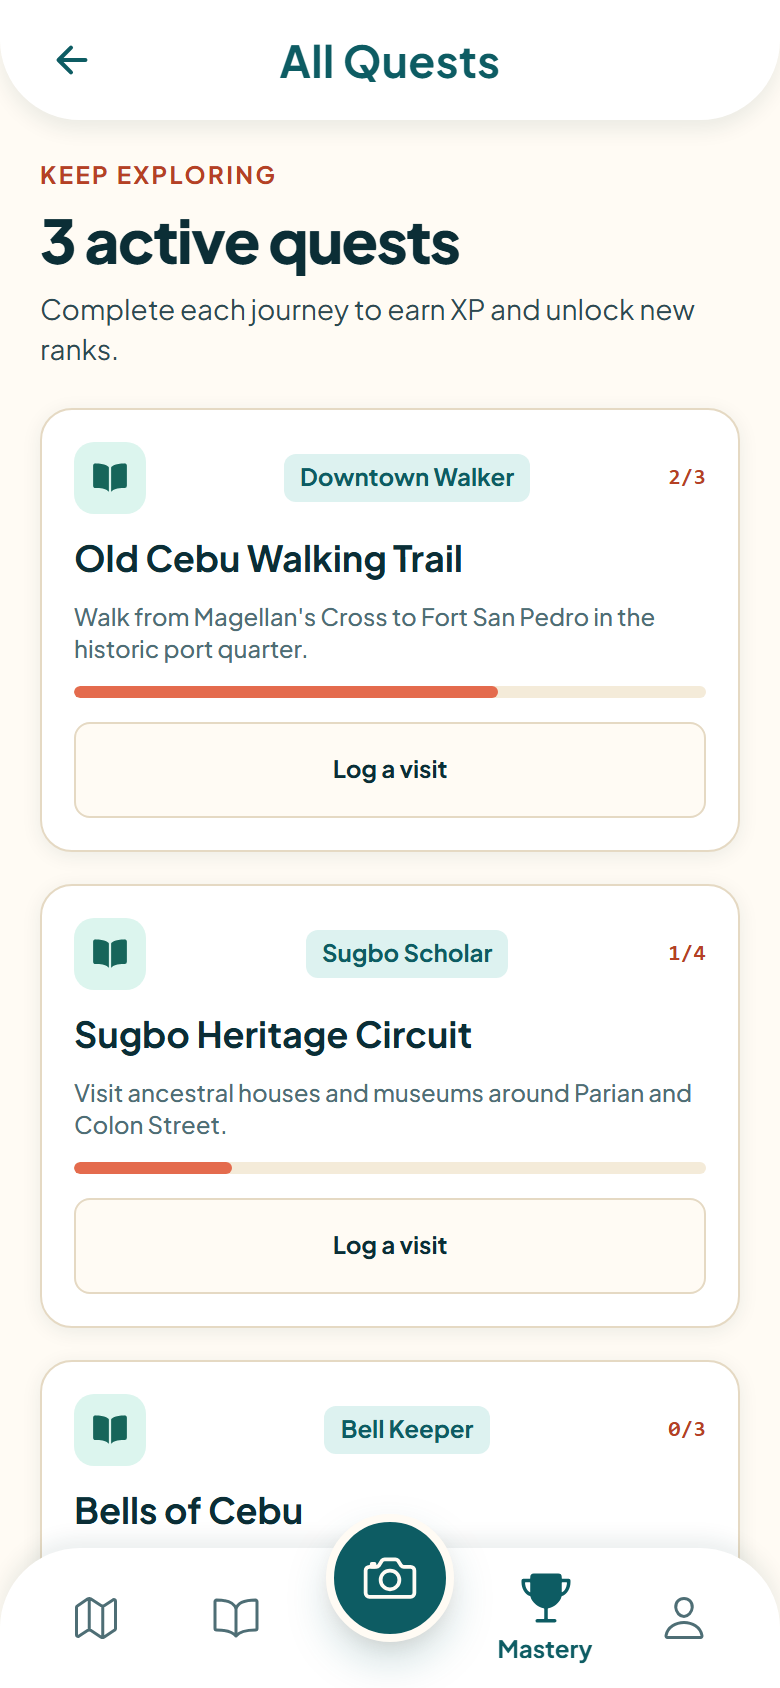 All Quests
KEEP EXPLORING
3 active quests
Complete each journey to earn XP and unlock new
ranks.
Downtown Walker
2/3
Old Cebu Walking Trail
Walk from Magellan's Cross to Fort San Pedro in the
historic port quarter.
Log a visit
Sugbo Scholar
1/4
Sugbo Heritage Circuit
Visit ancestral houses and museums around Parian and
Colon Street.
Log a visit
Bell Keeper
0/3
Bells of Cebu
Mastery